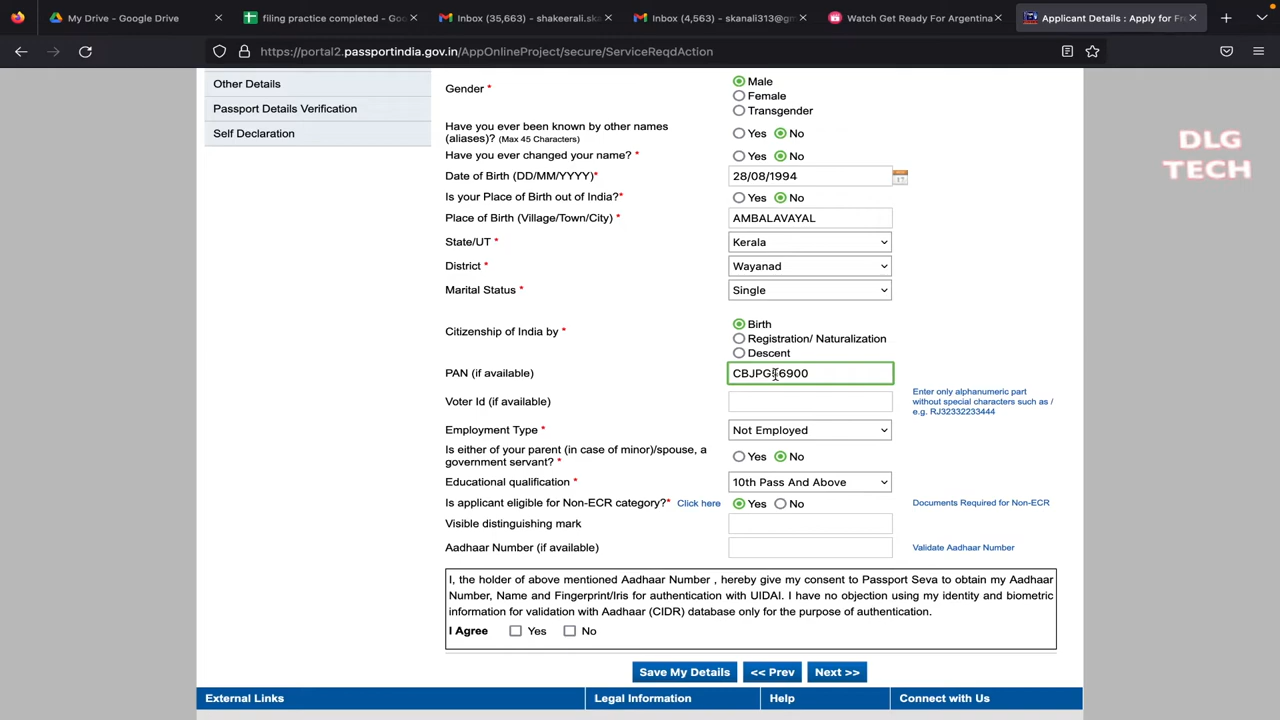 My Drive - Google Drive
filing practice completed - Goo
Inbox (35,663) - shakeerali.sk
Inbox (4,563) - skanali313@gm
Watch Get Ready For Argentina
Applicant Details : Apply for Fre
https://portal2.passportindia.gov.in/AppOnlineProject/secure/ServiceReqdAction
Other Details
Passport Details Verification
Self Declaration
DLG
TECH
Gender *
Male
Female
Transgender
Have you ever been known by other names
(aliases)? (Max 45 Characters)
Yes No
Have you ever changed your name? *
Yes No
Date of Birth (DD/MM/YYYY)*
28/08/1994
Is your Place of Birth out of India?*
Yes No
Place of Birth (Village/Town/City) *
AMBALAVAYAL
State/UT *
Kerala
District *
Wayanad
Marital Status *
Single
Citizenship of India by *
Birth
Registration/ Naturalization
Descent
PAN (if available)
Voter Id (if available)
Enter only alphanumeric part
without special characters such as /
e.g. RJ32332233444
Employment Type *
Not Employed
Is either of your parent (in case of minor)/spouse, a
government servant? *
Yes No
Educational qualification *
10th Pass And Above
Is applicant eligible for Non-ECR category?* Click here
Yes No
Documents Required for Non-ECR
Visible distinguishing mark
Aadhaar Number (if available)
Validate Aadhaar Number
I, the holder of above mentioned Aadhaar Number , hereby give my consent to Passport Seva to obtain my Aadhaar
Number, Name and Fingerprint/Iris for authentication with UIDAI. I have no objection using my identity and biometric
information for validation with Aadhaar (CIDR) database only for the purpose of authentication.
I Agree Yes No
Save My Details << Prev Next >>
External Links
Legal Information
Help
Connect with Us